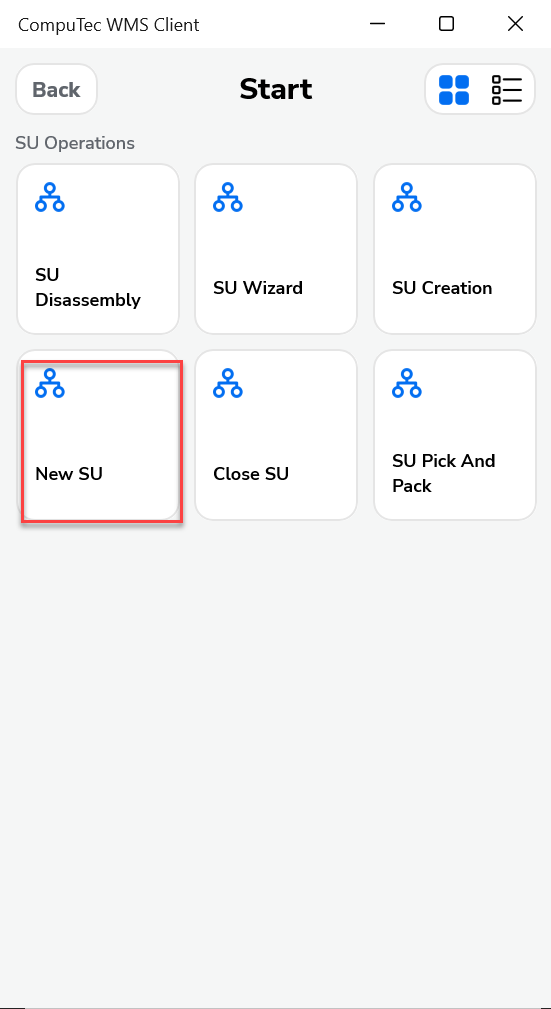 CompuTec WMS Client
Back
Start
SU Operations
SU
Disassembly
SU Wizard
SU Creation
New SU
Close SU
SU Pick And
Pack